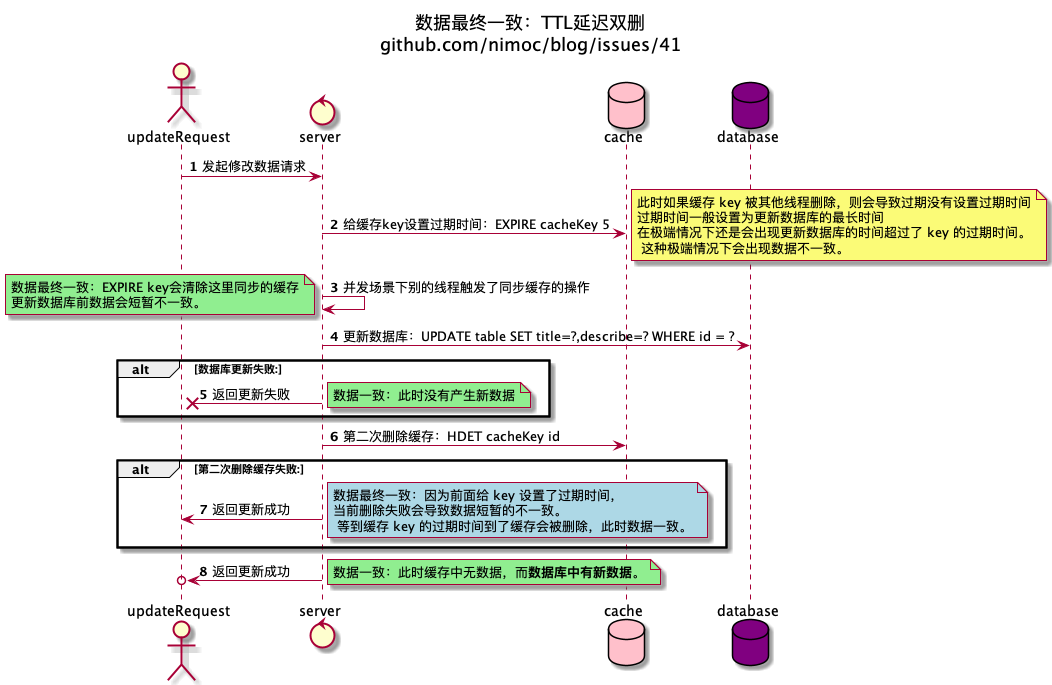 数据最终一致：TTL延迟双删
github.com/nimoc/blog/issues/41
updateRequest
server
cache
database
1 发起修改数据请求
此时如果缓存 key 被其他线程删除，则会导致过期没有设置过期时间
过期时间一般设置为更新数据库的最长时间
在极端情况下还是会出现更新数据库的时间超过了 key 的过期时间。
这种极端情况下会出现数据不一致。
2 给缓存key设置过期时间：EXPIRE cacheKey 5
数据最终一致：EXPIRE key会清除这里同步的缓存
更新数据库前数据会短暂不一致。
3 并发场景下别的线程触发了同步缓存的操作
4 更新数据库：UPDATE table SET title=?,describe=? WHERE id = ?
alt [数据库更新失败:]
5 返回更新失败
数据一致：此时没有产生新数据
6 第二次删除缓存：HDET cacheKey id
alt [第二次删除缓存失败:]
7 返回更新成功
数据最终一致：因为前面给 key 设置了过期时间，
当前删除失败会导致数据短暂的不一致。
等到缓存 key 的过期时间到了缓存会被删除，此时数据一致。
8 返回更新成功
数据一致：此时缓存中无数据，而数据库中有新数据。
updateRequest
server
cache
database